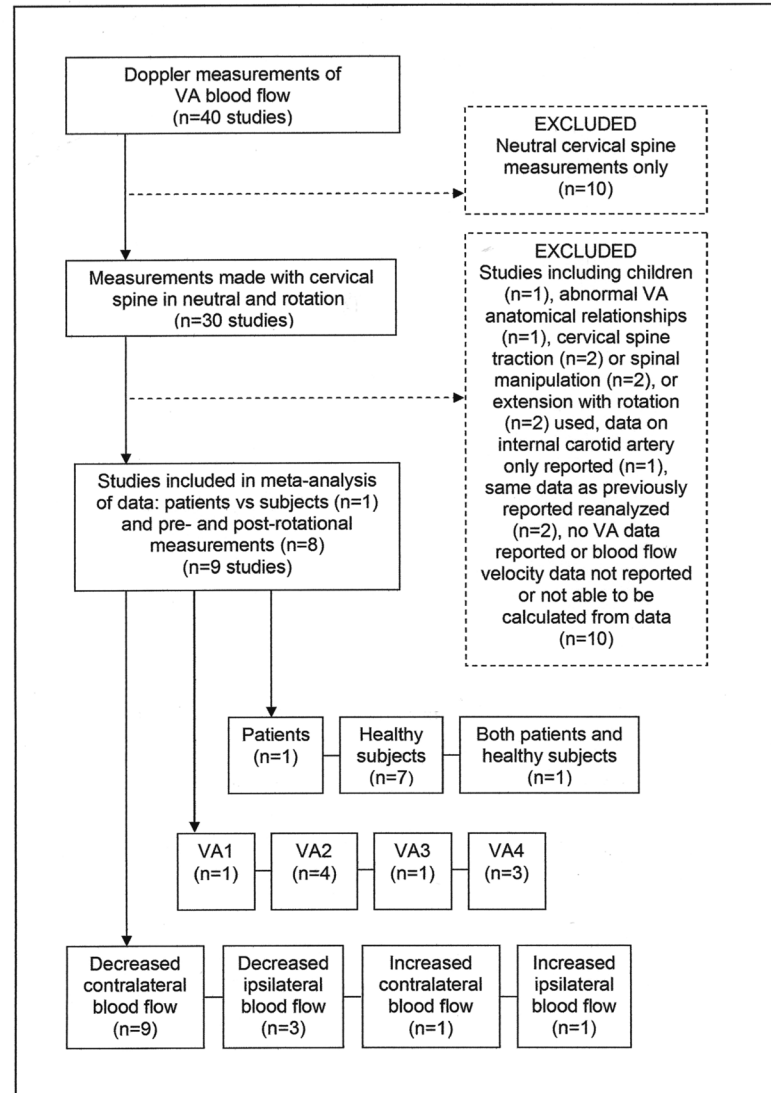 Doppler measurements of
VA blood flow
(n=40 studies)
EXCLUDED
Neutral cervical spine
measurements only
(n=10)
Measurements made with cervical
spine in neutral and rotation
(n=30 studies)
EXCLUDED
Studies including children
(n=1), abnormal VA
anatomical relationships
(n=1), cervical spine
traction (n=2) or spinal
manipulation (n=2), or
extension with rotation
(n=2) used, data on
internal carotid artery
only reported (n=1),
same data as previously
reported reanalyzed
(n=2), no VA data
reported or blood flow
velocity data not reported
or not able to be
calculated from data
(n=10)
Studies included in meta-analysis
of data: patients vs subjects (n=1)
and pre- and post-rotational
measurements (n=8)
(n=9 studies)
Patients
(n=1)
Healthy
subjects
(n=7)
Both patients and
healthy subjects
(n=1)
VA1
(n=1)
VA2
(n=4)
VA3
(n=1)
VA4
(n=3)
Decreased
contralateral
blood flow
(n=9)
Decreased
ipsilateral
blood flow
(n=3)
Increased
contralateral
blood flow
(n=1)
Increased
ipsilateral
blood flow
(n=1)